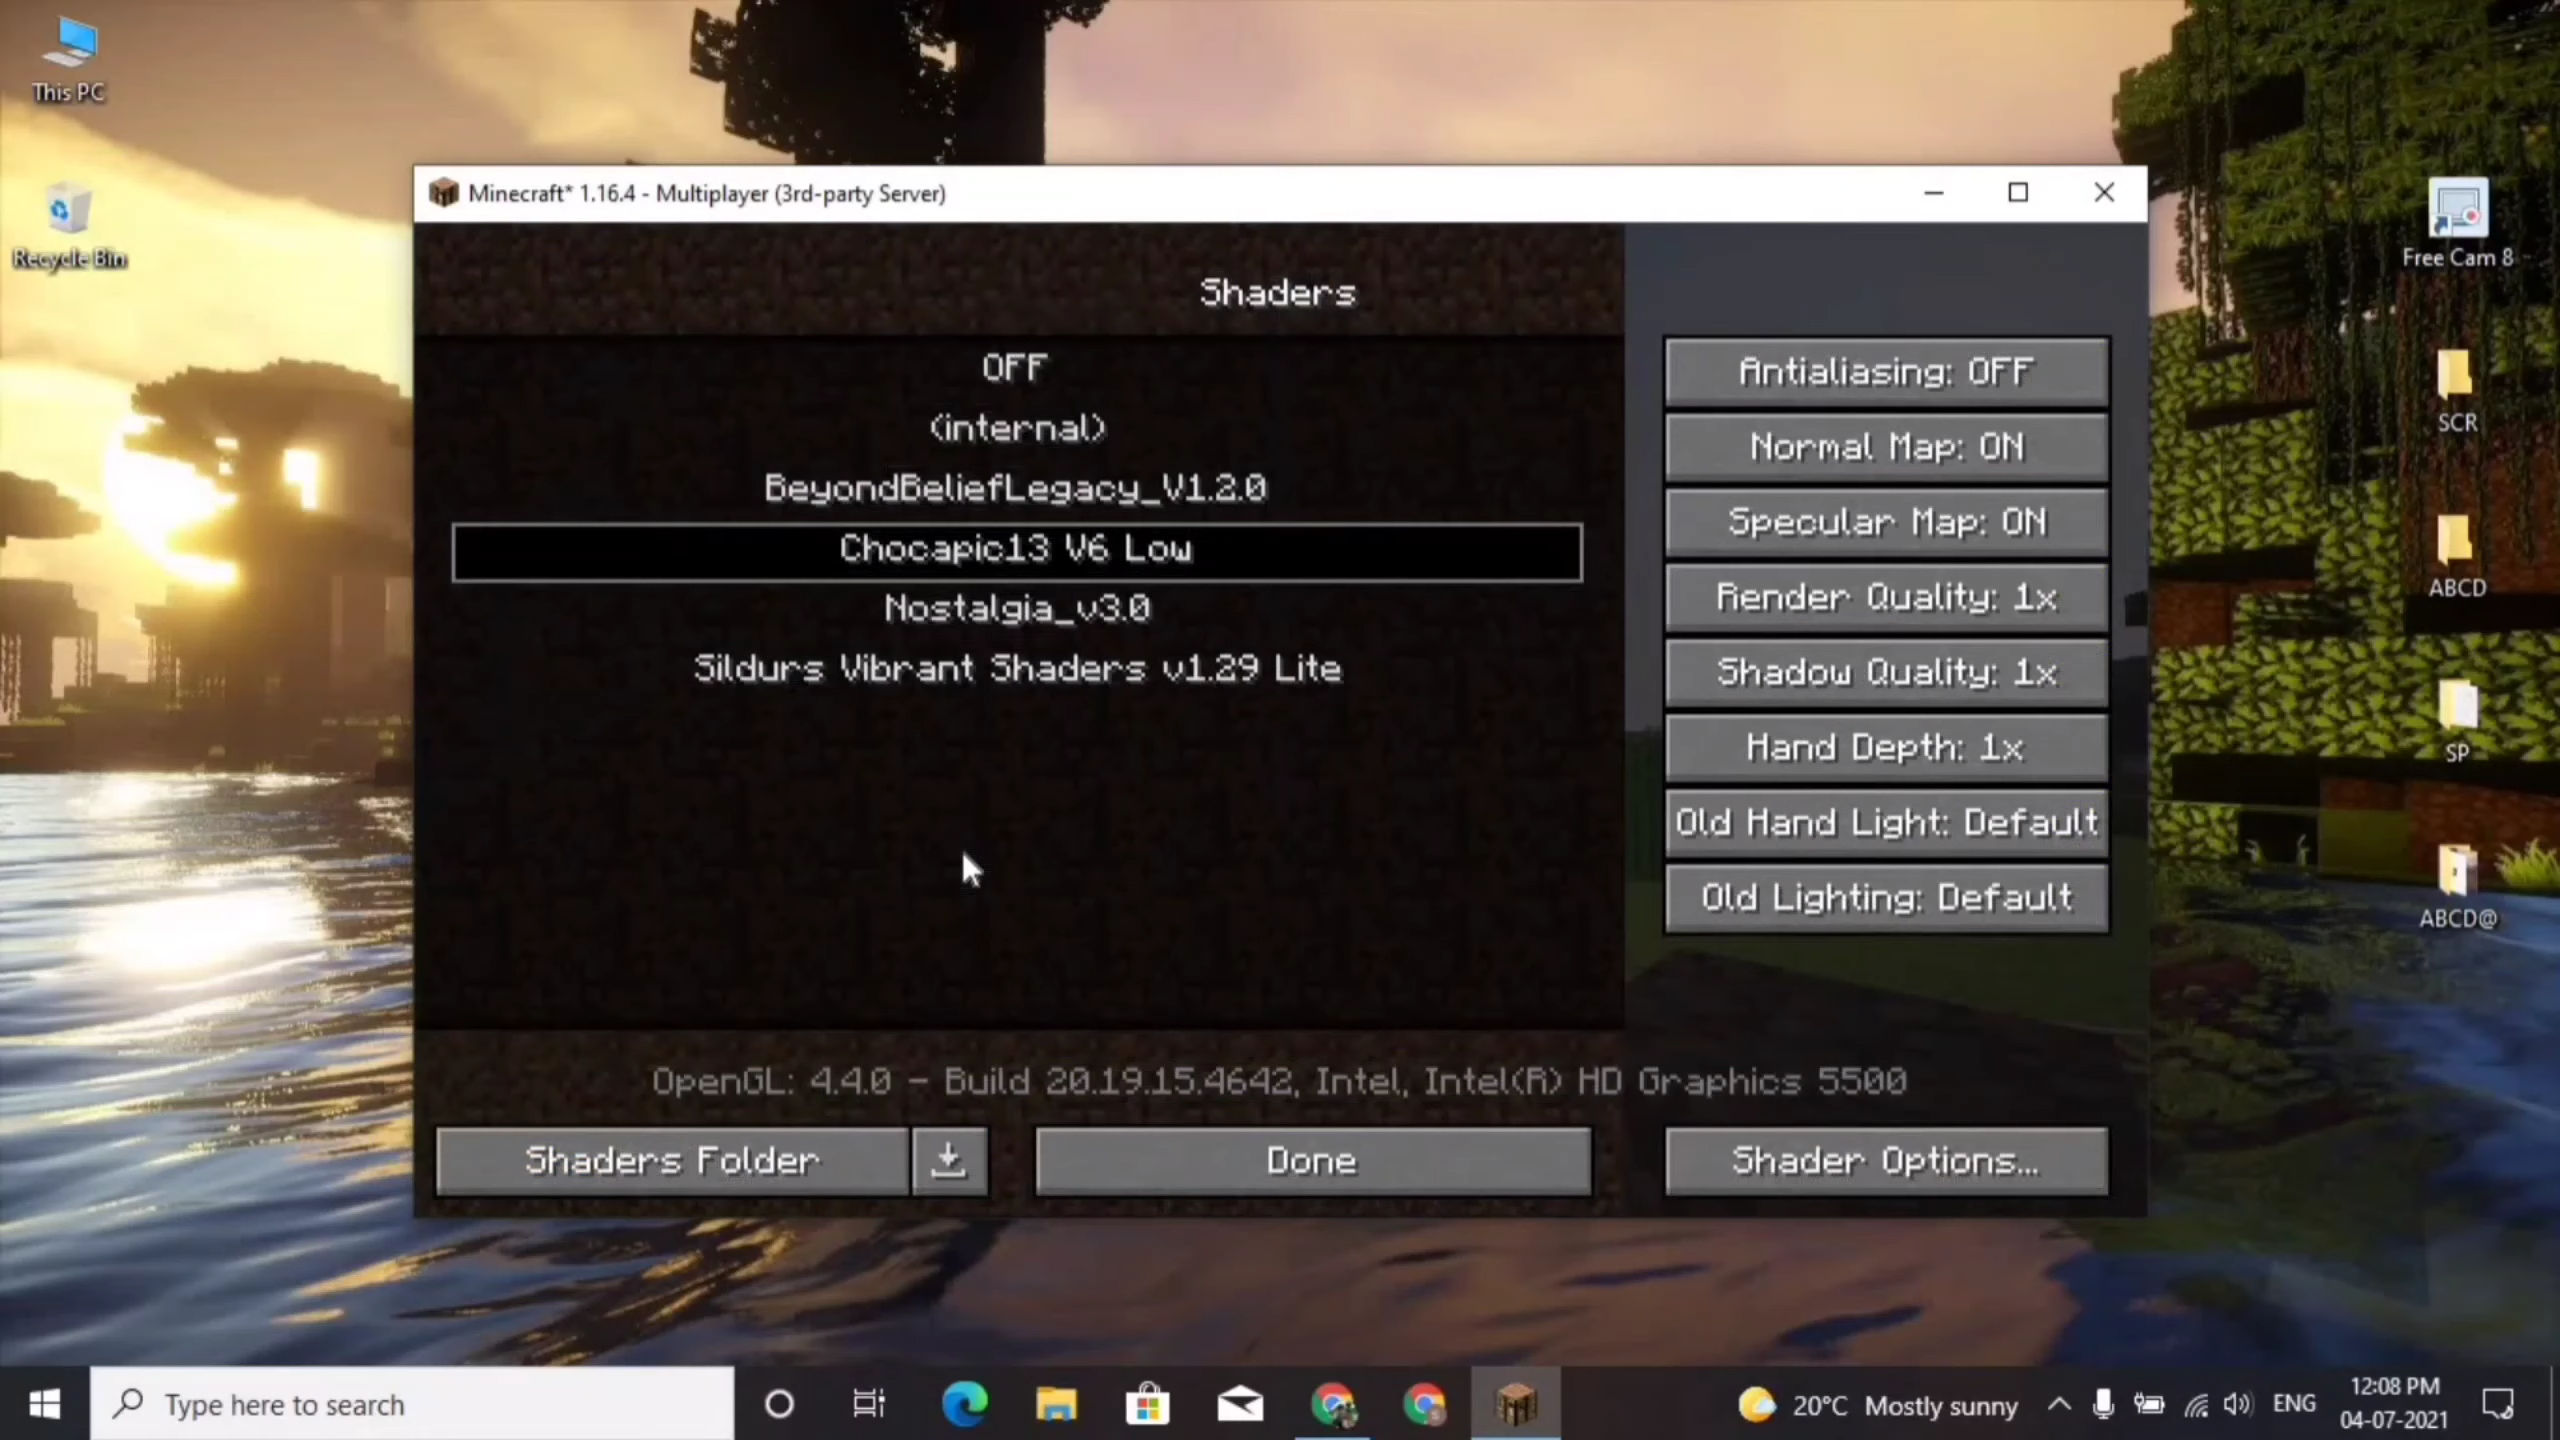 This PC
Recycle Bin
Minecraft* 1.16.4 - Multiplayer (3rd-party Server)
Shaders
OFF
(internal)
BeyondBeliefLegacy_V1.2.0
Chocapic13 V6 Low
Nostalgia_v3.0
Sildurs Vibrant Shaders v1.29 Lite
Antialiasing: OFF
Normal Map: ON
Specular Map: ON
Render Quality: 1x
Shadow Quality: 1x
Hand Depth: 1x
Old Hand Light: Default
Old Lighting: Default
OpenGL: 4.4.0 - Build 20.19.15.4642, Intel, Intel(R) HD Graphics 5500
Shaders Folder
Done
Shader Options...
Free Cam 8
SCR
ABCD
SP
ABCD@
Type here to search
20°C Mostly sunny
ENG
12:08 PM
04-07-2021